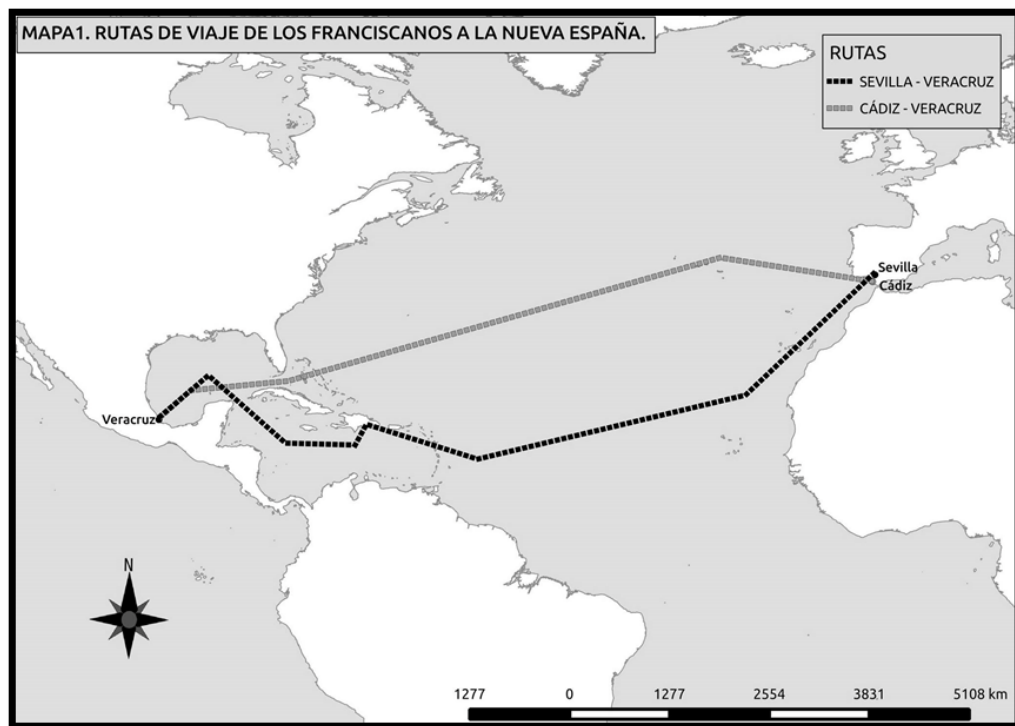 MAPA1. RUTAS DE VIAJE DE LOS FRANCISCANOS A LA NUEVA ESPAÑA.
RUTAS
SEVILLA - VERACRUZ
CÁDIZ - VERACRUZ
Sevilla
Cádiz
Veracruz
N
1277 0 1277 2554 3831 5108 km